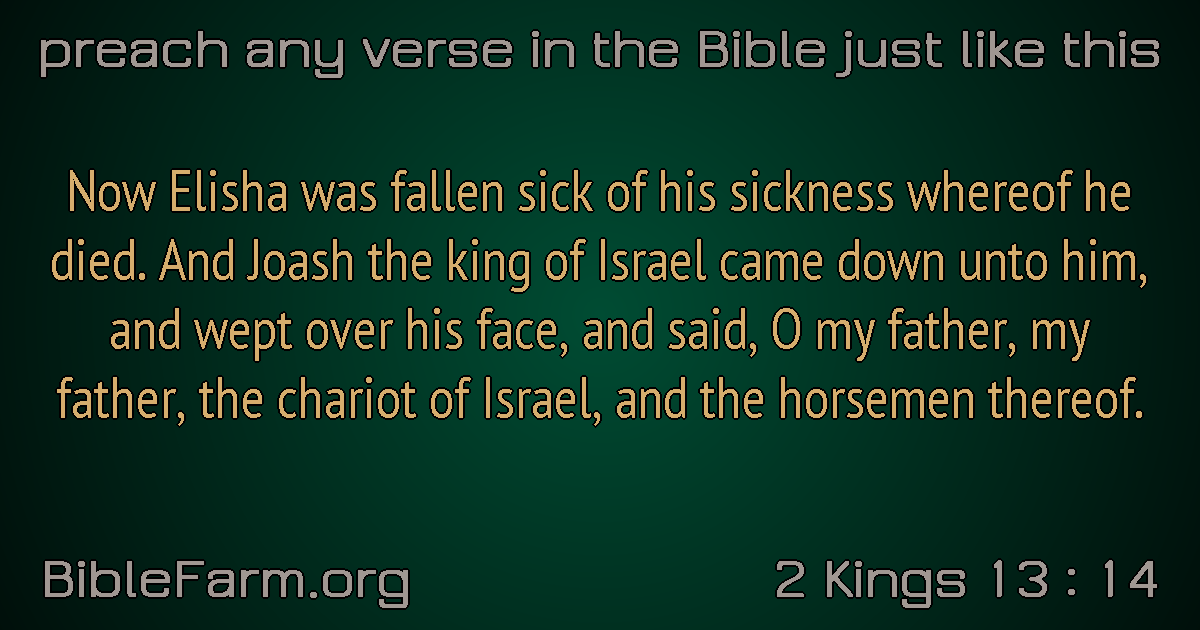 preach any verse in the Bible just like this
Now Elisha was fallen sick of his sickness whereof he
died. And Joash the king of Israel came down unto him,
and wept over his face, and said, O my father, my
father, the chariot of Israel, and the horsemen thereof.
BibleFarm.org
2 Kings 13 : 14